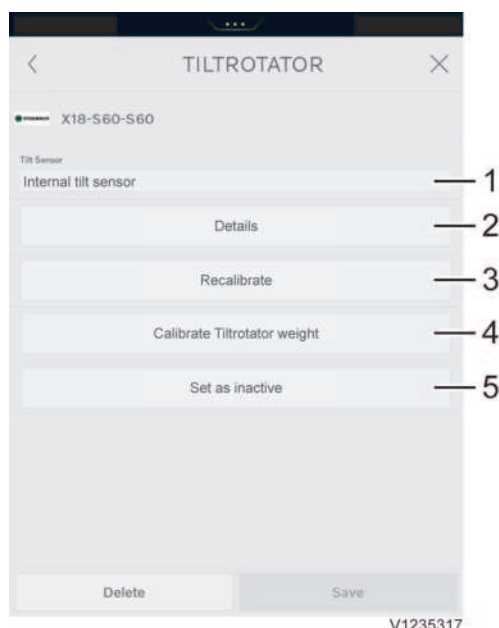 TILTROTATOR
X18-S60-S60
Tilt Sensor
Internal tilt sensor
1
Details
2
Recalibrate
3
Calibrate Tiltrotator weight
4
Set as inactive
5
Delete
Save
V1235317